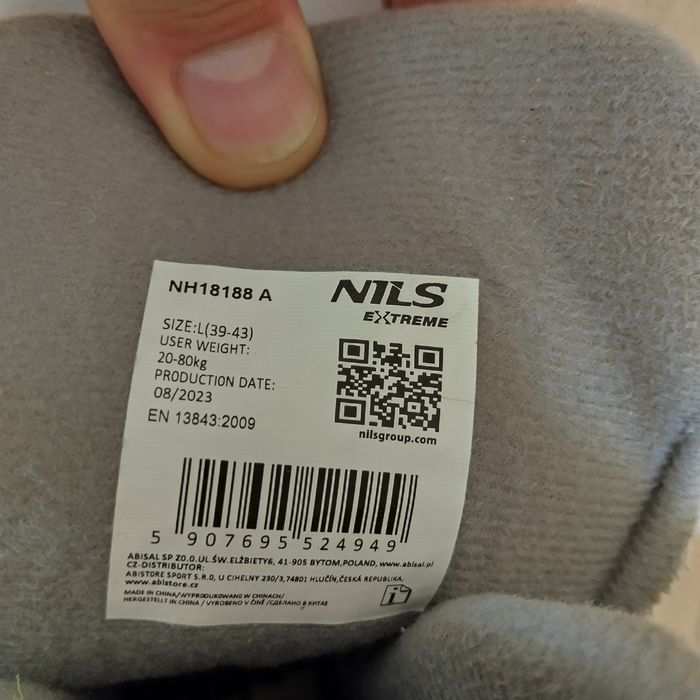 NH18188 A
NILS
EXTREME
SIZE:L(39-43)
USER WEIGHT:
20-80kg
PRODUCTION DATE:
08/2023
EN 13843:2009
nilsgroup.com
5 907695 524949
ABISAL SP ZO.O.UL.ŚW.ELŻBIETY6, 41-905 BYTOM,POLAND, www.abisal.pl
CZ-DISTRIBUTOR:
ABISTORE SPORT S.R.O, U CIHELNY 230/3,74801 HLUČÍN,ČESKÁ REPUBLIKA,
www.abistore.cz
MADE IN CHINA/WYPRODUKOWANO W CHINACH/
HERGESTELLT IN CHINA / VYROBENO V ČÍNĚ /СДЕЛАНО В КИТАЕ